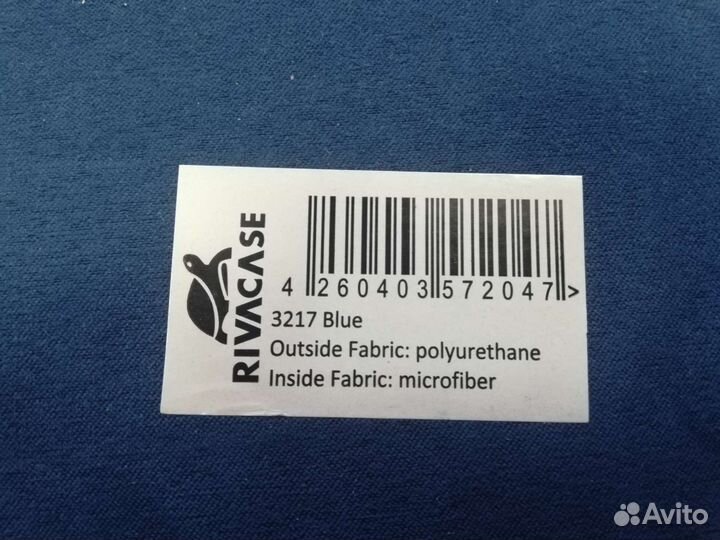 RIVACASE
4 260403 572047 >
3217 Blue
Outside Fabric: polyurethane
Inside Fabric: microfiber
Avito